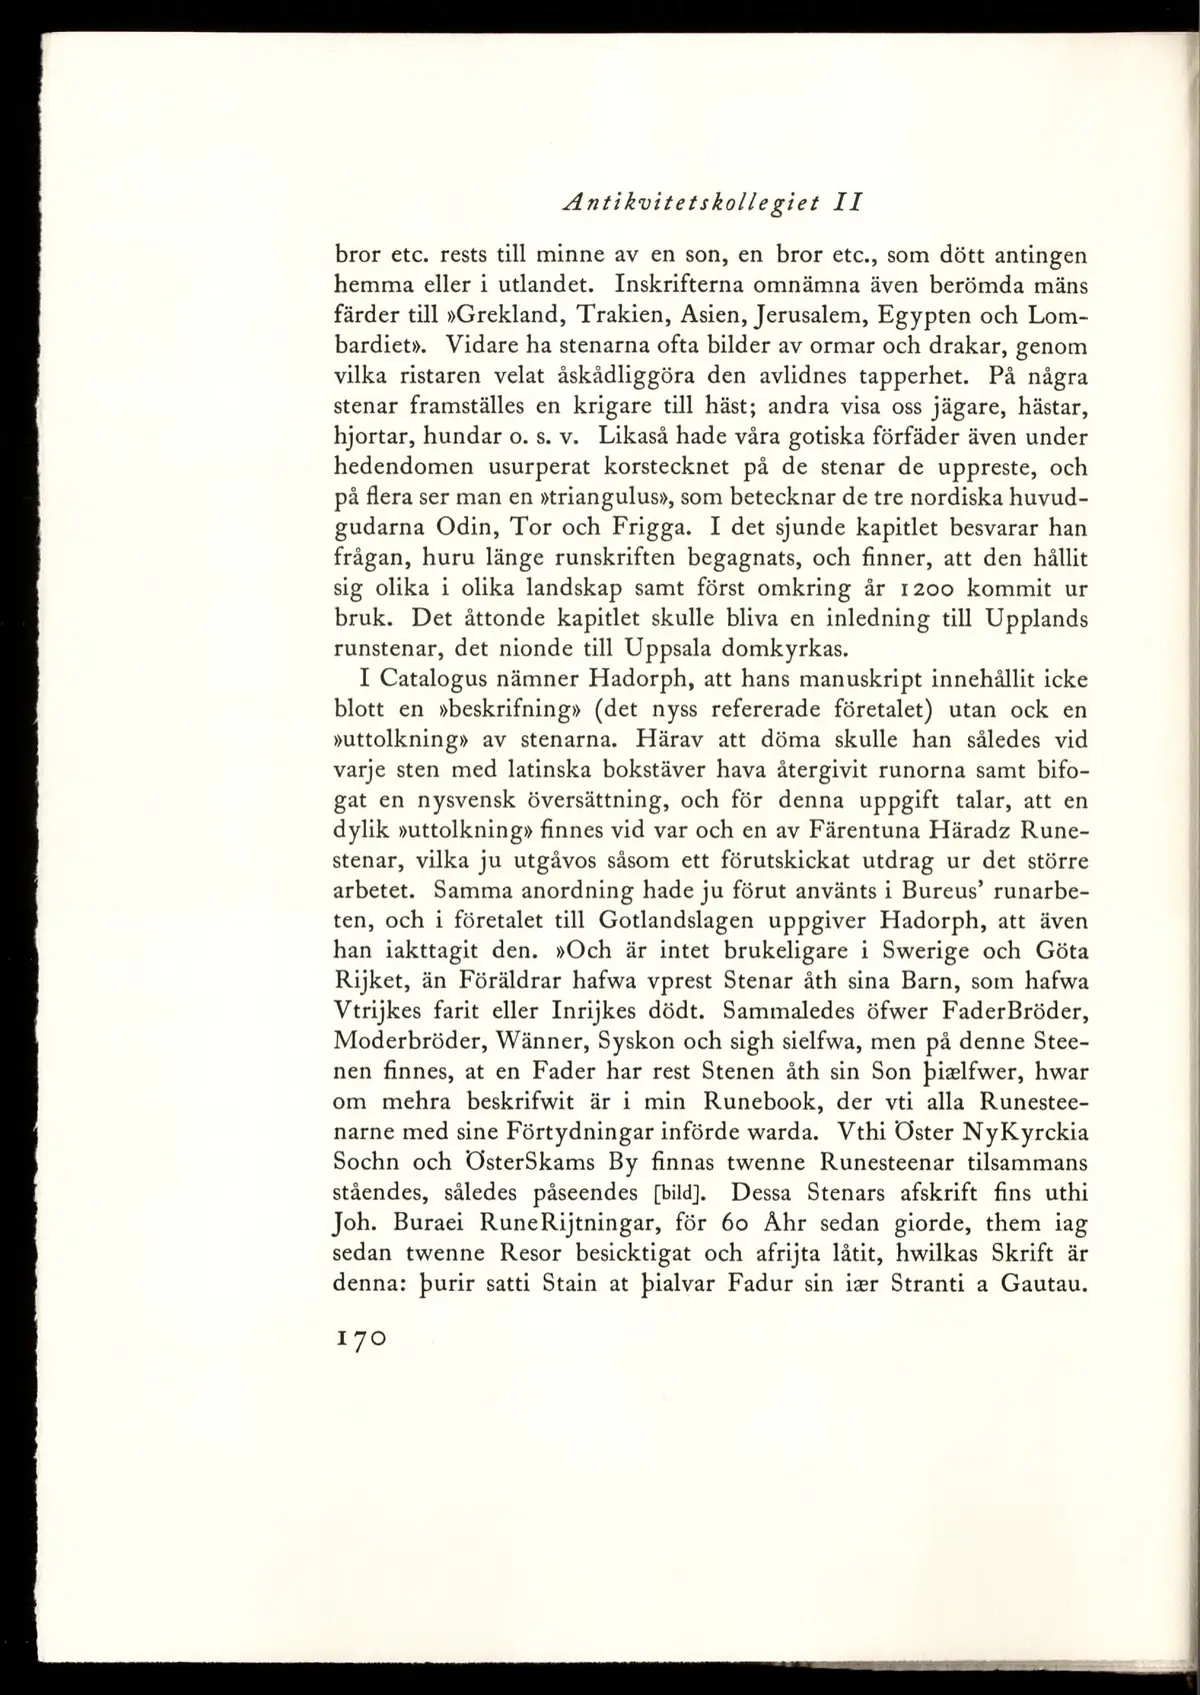 Antikvitetskollegiet II
bror etc. rests till minne av en son, en bror etc., som dött antingen
hemma eller i utlandet. Inskrifterna omnämna även berömda mäns
färder till »Grekland, Trakien, Asien, Jerusalem, Egypten och Lom-
bardiet». Vidare ha stenarna ofta bilder av ormar och drakar, genom
vilka ristaren velat åskådliggöra den avlidnes tapperhet. På några
stenar framställes en krigare till häst; andra visa oss jägare, hästar,
hjortar, hundar o. s. v. Likaså hade våra gotiska förfäder även under
hedendomen usurperat korstecknet på de stenar de uppreste, och
på flera ser man en »triangulus», som betecknar de tre nordiska huvud-
gudarna Odin, Tor och Frigga. I det sjunde kapitlet besvarar han
frågan, huru länge runskriften begagnats, och finner, att den hållit
sig olika i olika landskap samt först omkring år 1200 kommit ur
bruk. Det åttonde kapitlet skulle bliva en inledning till Upplands
runstenar, det nionde till Uppsala domkyrkas.
I Catalogus nämner Hadorph, att hans manuskript innehållit icke
blott en »beskrifning» (det nyss refererade företalet) utan ock en
»uttolkning» av stenarna. Härav att döma skulle han således vid
varje sten med latinska bokstäver hava återgivit runorna samt bifo-
gat en nysvensk översättning, och för denna uppgift talar, att en
dylik »uttolkning» finnes vid var och en av Färentuna Häradz Rune-
stenar, vilka ju utgåvos såsom ett förutskickat utdrag ur det större
arbetet. Samma anordning hade ju förut använts i Bureus’ runarbe-
ten, och i företalet till Gotlandslagen uppgiver Hadorph, att även
han iakttagit den. »Och är intet brukeligare i Swerige och Göta
Rijket, än Föräldrar hafwa vprest Stenar åth sina Barn, som hafwa
Vtrijkes farit eller Inrijkes dödt. Sammaledes öfwer FaderBröder,
Moderbröder, Wänner, Syskon och sigh sielfwa, men på denne Stee-
nen finnes, at en Fader har rest Stenen åth sin Son þiælfwer, hwar
om mehra beskrifwit är i min Runebook, der vti alla Runestee-
narne med sine Förtydningar införde warda. Vthi Öster NyKyrckia
Sochn och ÖsterSkams By finnas twenne Runesteenar tilsammans
ståendes, således påseendes [bild]. Dessa Stenars afskrift fins uthi
Joh. Buraei RuneRijtningar, för 60 Åhr sedan giorde, them iag
sedan twenne Resor besicktigat och afrijta låtit, hwilkas Skrift är
denna: þurir satti Stain at þialvar Fadur sin iær Stranti a Gautau.
170